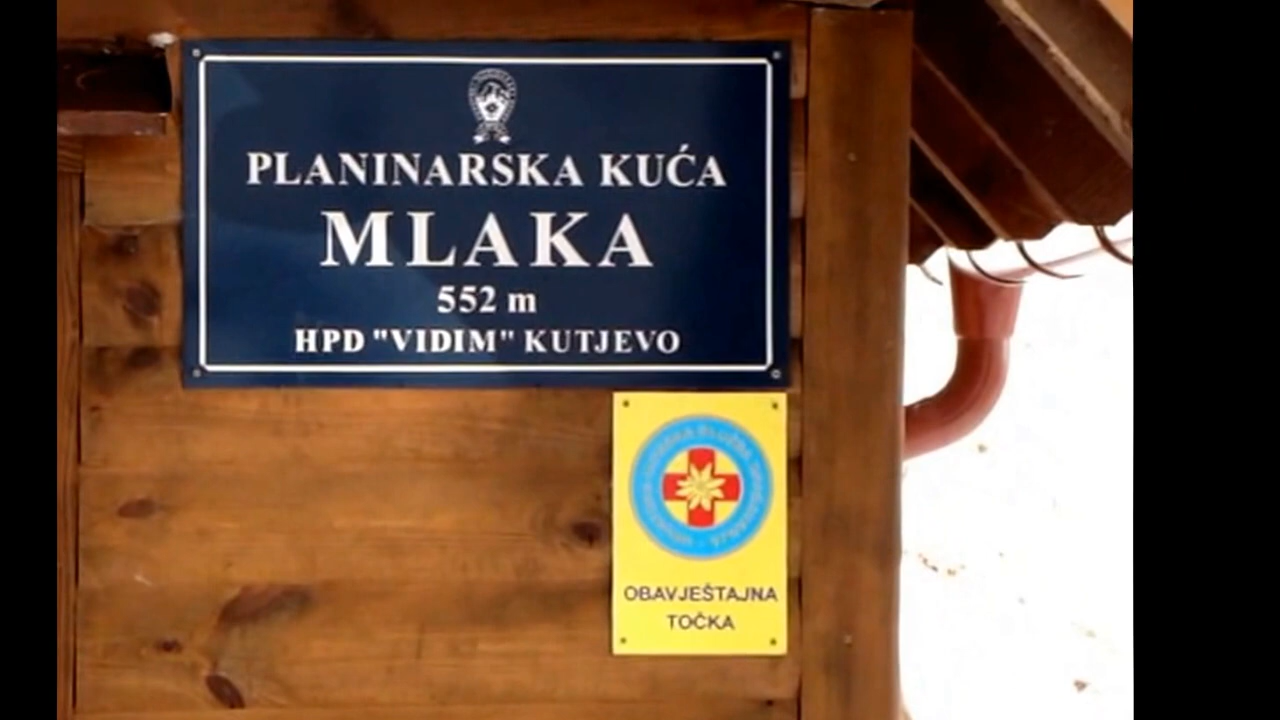 PLANINARSKA KUĆA
MLAKA
552 m
HPD "VIDIM" KUTJEVO
OBAVJEŠTAJNA
TOČKA